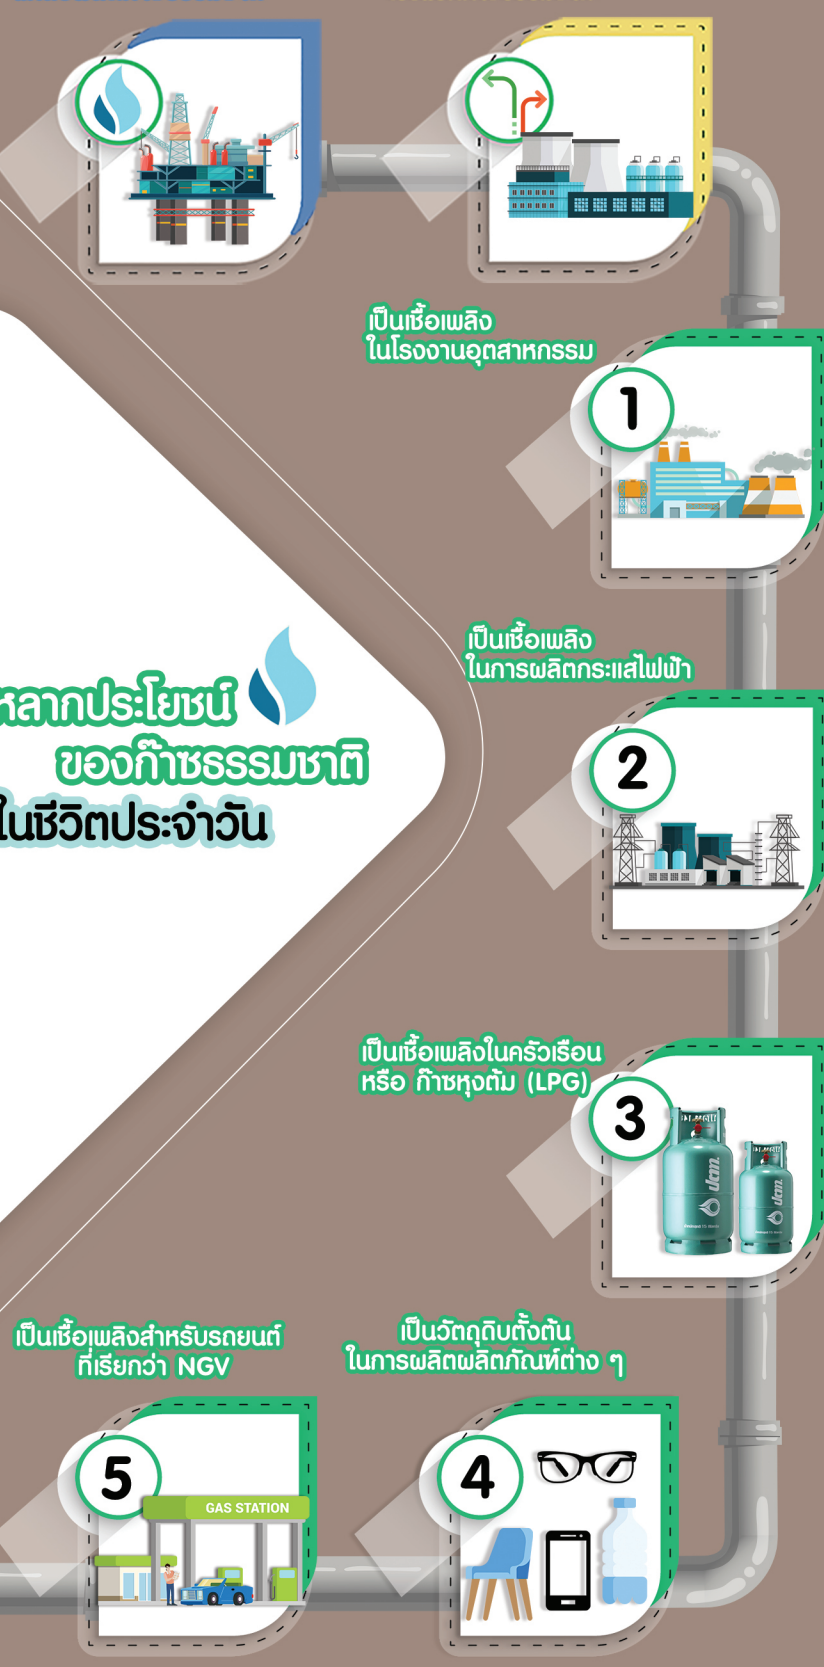 เป็นเชื้อเพลิง
ในโรงงานอุตสาหกรรม
1
เป็นเชื้อเพลิง
ในการผลิตกระแสไฟฟ้า
2
หลากประโยชน์
ของก๊าซธรรมชาติ
ในชีวิตประจำวัน
เป็นเชื้อเพลิงในครัวเรือน
หรือ ก๊าซหุงต้ม (LPG)
3
ปตท.
ปตท.
เป็นวัตถุดิบตั้งต้น
ในการผลิตผลิตภัณฑ์ต่าง ๆ
4
เป็นเชื้อเพลิงสำหรับรถยนต์
ที่เรียกว่า NGV
5
GAS STATION